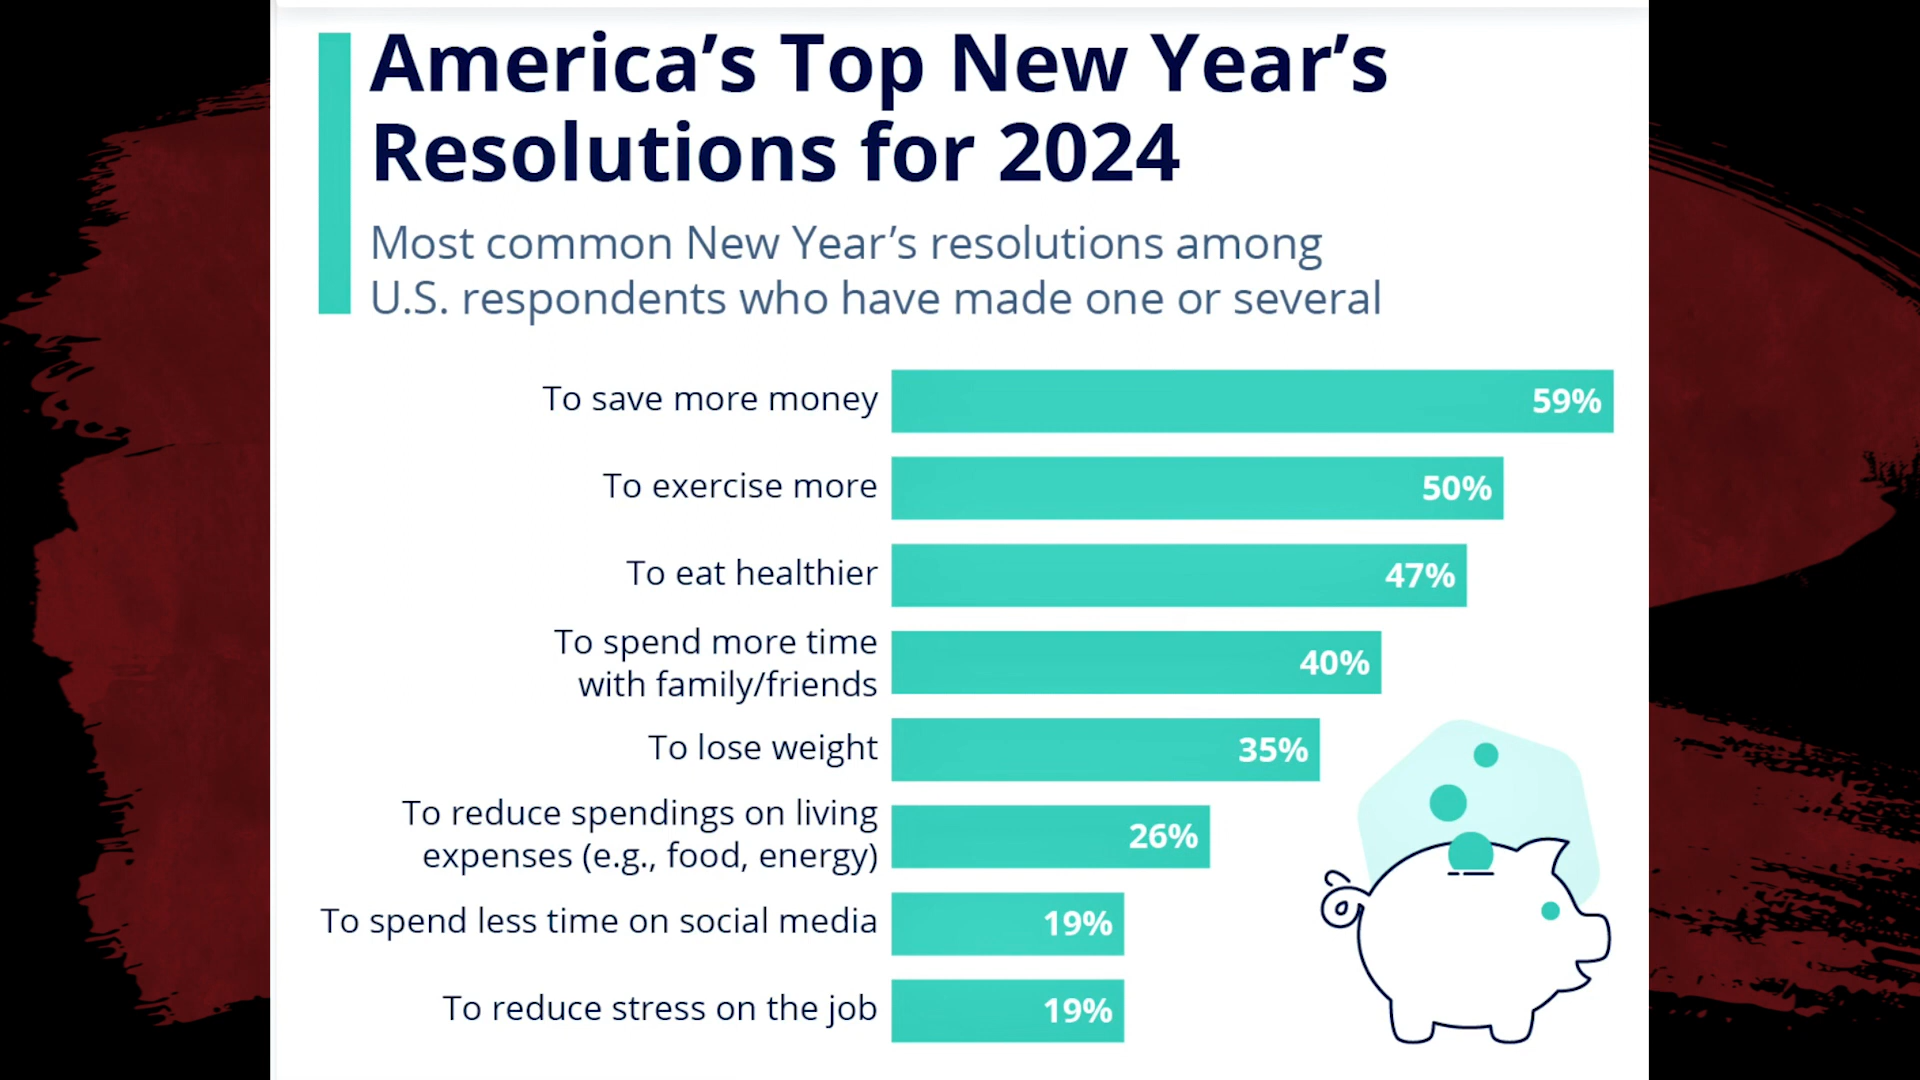 America’s Top New Year’s
Resolutions for 2024
Most common New Year’s resolutions among
U.S. respondents who have made one or several
To save more money 59%
To exercise more 50%
To eat healthier 47%
To spend more time
with family/friends 40%
To lose weight 35%
To reduce spendings on living
expenses (e.g., food, energy) 26%
To spend less time on social media 19%
To reduce stress on the job 19%